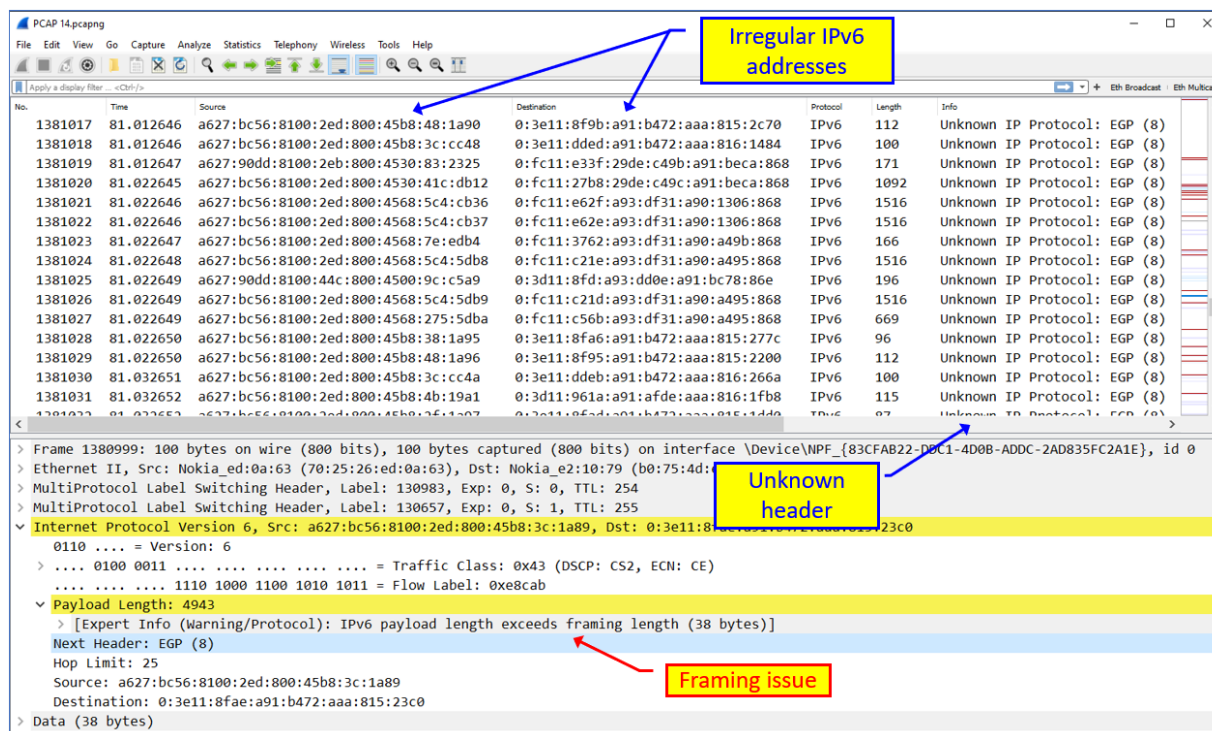 PCAP 14.pcapng
File Edit View Go Capture Analyze Statistics Telephony Wireless Tools Help
Irregular IPv6
addresses
Apply a display filter ... <Ctrl-/>
+ Eth Broadcast Eth Multica
No. Time Source Destination Protocol Length Info
1381017 81.012646 a627:bc56:8100:2ed:800:45b8:48:1a90 0:3e11:8f9b:a91:b472:aaa:815:2c70 IPv6 112 Unknown IP Protocol: EGP (8)
1381018 81.012646 a627:bc56:8100:2ed:800:45b8:3c:cc48 0:3e11:dded:a91:b472:aaa:816:1484 IPv6 100 Unknown IP Protocol: EGP (8)
1381019 81.012647 a627:90dd:8100:2eb:800:4530:83:2325 0:fc11:e33f:29de:c49b:a91:beca:868 IPv6 171 Unknown IP Protocol: EGP (8)
1381020 81.022645 a627:bc56:8100:2ed:800:4530:41c:db12 0:fc11:27b8:29de:c49c:a91:beca:868 IPv6 1092 Unknown IP Protocol: EGP (8)
1381021 81.022646 a627:bc56:8100:2ed:800:4568:5c4:cb36 0:fc11:e62f:a93:df31:a90:1306:868 IPv6 1516 Unknown IP Protocol: EGP (8)
1381022 81.022646 a627:bc56:8100:2ed:800:4568:5c4:cb37 0:fc11:e62e:a93:df31:a90:1306:868 IPv6 1516 Unknown IP Protocol: EGP (8)
1381023 81.022647 a627:bc56:8100:2ed:800:4568:7e:edb4 0:fc11:3762:a93:df31:a90:a49b:868 IPv6 166 Unknown IP Protocol: EGP (8)
1381024 81.022648 a627:bc56:8100:2ed:800:4568:5c4:5db8 0:fc11:c21e:a93:df31:a90:a495:868 IPv6 1516 Unknown IP Protocol: EGP (8)
1381025 81.022649 a627:90dd:8100:44c:800:4500:9c:c5a9 0:3d11:8fd:a93:dd0e:a91:bc78:86e IPv6 196 Unknown IP Protocol: EGP (8)
1381026 81.022649 a627:bc56:8100:2ed:800:4568:5c4:5db9 0:fc11:c21d:a93:df31:a90:a495:868 IPv6 1516 Unknown IP Protocol: EGP (8)
1381027 81.022649 a627:bc56:8100:2ed:800:4568:275:5dba 0:fc11:c56b:a93:df31:a90:a495:868 IPv6 669 Unknown IP Protocol: EGP (8)
1381028 81.022650 a627:bc56:8100:2ed:800:45b8:38:1a95 0:3e11:8fa6:a91:b472:aaa:815:277c IPv6 96 Unknown IP Protocol: EGP (8)
1381029 81.022650 a627:bc56:8100:2ed:800:45b8:48:1a96 0:3e11:8f95:a91:b472:aaa:815:2200 IPv6 112 Unknown IP Protocol: EGP (8)
1381030 81.032651 a627:bc56:8100:2ed:800:45b8:3c:cc4a 0:3e11:ddeb:a91:b472:aaa:816:266a IPv6 100 Unknown IP Protocol: EGP (8)
1381031 81.032652 a627:bc56:8100:2ed:800:45b8:4b:19a1 0:3d11:961a:a91:afde:aaa:816:1fb8 IPv6 115 Unknown IP Protocol: EGP (8)
Frame 1380999: 100 bytes on wire (800 bits), 100 bytes captured (800 bits) on interface \Device\NPF_{83CFAB22-DDC1-4D0B-ADDC-2AD835FC2A1E}, id 0
Ethernet II, Src: Nokia_ed:0a:63 (70:25:26:ed:0a:63), Dst: Nokia_e2:10:79 (b0:75:4d:
MultiProtocol Label Switching Header, Label: 130983, Exp: 0, S: 0, TTL: 254
Unknown
header
MultiProtocol Label Switching Header, Label: 130657, Exp: 0, S: 1, TTL: 255
Internet Protocol Version 6, Src: a627:bc56:8100:2ed:800:45b8:3c:1a89, Dst: 0:3e11:
0110 .... = Version: 6
.... 0100 0011 .... .... .... .... .... = Traffic Class: 0x43 (DSCP: CS2, ECN: CE)
.... .... .... 1110 1000 1100 1010 1011 = Flow Label: 0xe8cab
Payload Length: 4943
[Expert Info (Warning/Protocol): IPv6 payload length exceeds framing length (38 bytes)]
Next Header: EGP (8)
Hop Limit: 25
Source: a627:bc56:8100:2ed:800:45b8:3c:1a89
Framing issue
Destination: 0:3e11:8fae:a91:b472:aaa:815:23c0
Data (38 bytes)